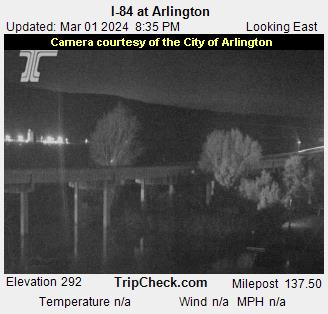 I-84 at Arlington
Updated: Mar 01 2024 8:35 PM Looking East
Camera courtesy of the City of Arlington
Elevation 292 TripCheck.com Milepost 137.50
Temperature n/a Wind n/a MPH n/a